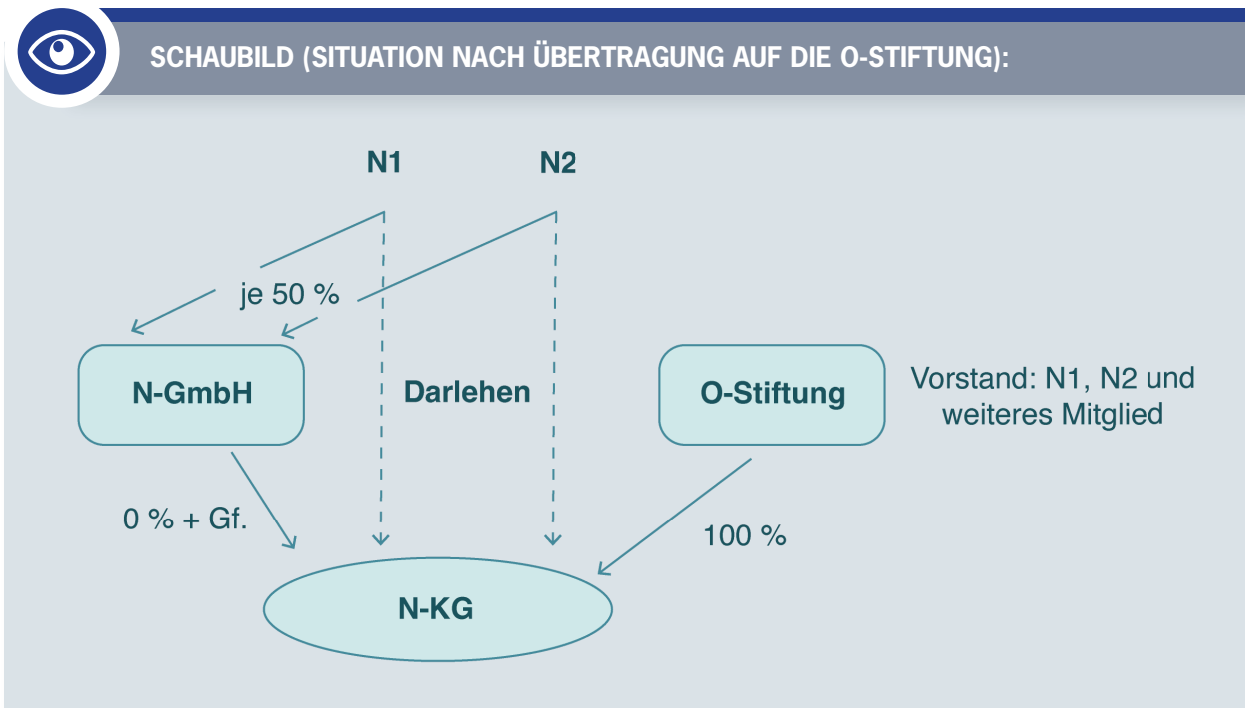 SCHAUBILD (SITUATION NACH ÜBERTRAGUNG AUF DIE O-STIFTUNG):
N1
N2
je 50 %
N-GmbH
Darlehen
O-Stiftung
Vorstand: N1, N2 und
weiteres Mitglied
0 % + Gf.
100 %
N-KG